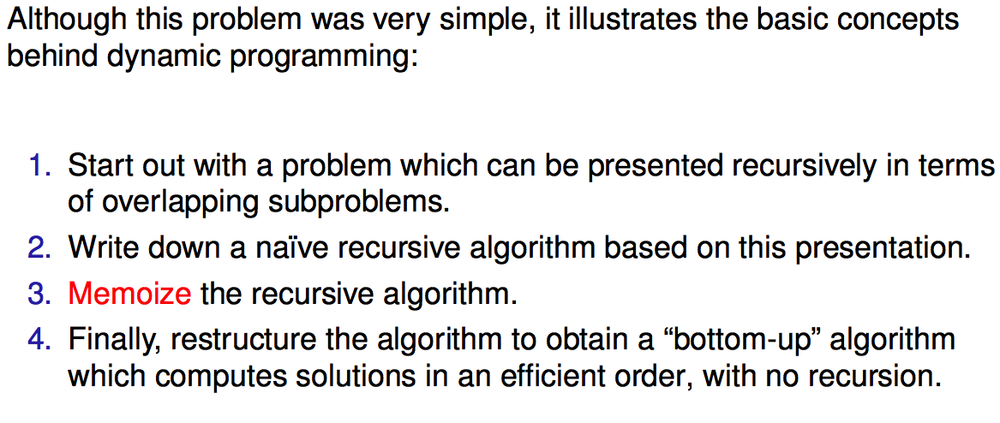 Although this problem was very simple, it illustrates the basic concepts
behind dynamic programming:
1. Start out with a problem which can be presented recursively in terms
of overlapping subproblems.
2. Write down a naïve recursive algorithm based on this presentation.
3. Memoize the recursive algorithm.
4. Finally, restructure the algorithm to obtain a “bottom-up” algorithm
which computes solutions in an efficient order, with no recursion.